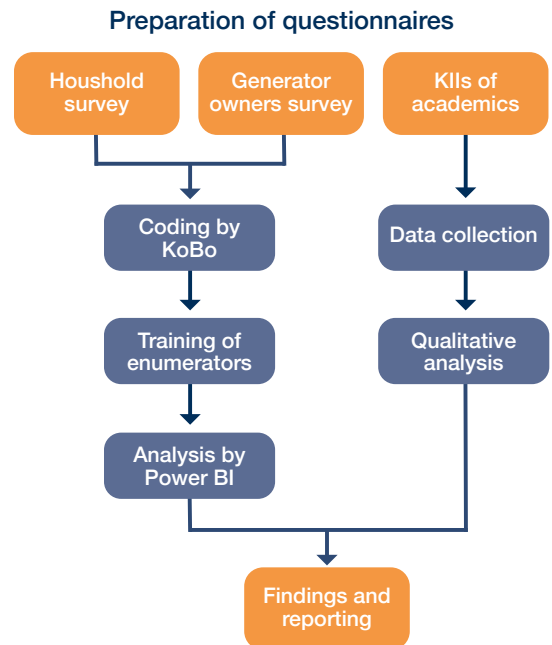 Preparation of questionnaires
Houshold
survey
Generator
owners survey
KIIs of
academics
Coding by
KoBo
Data collection
Training of
enumerators
Qualitative
analysis
Analysis by
Power BI
Findings and
reporting